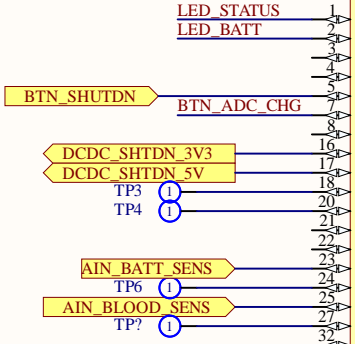 LED_STATUS 1
LED_BATT 2
3
4
BTN_SHUTDN 5
BTN_ADC_CHG 7
8
DCDC_SHTDN_3V3 16
DCDC_SHTDN_5V 17
TP3 1 18
TP4 1 20
21
22
AIN_BATT_SENS 23
TP6 1 24
AIN_BLOOD_SENS 25
TP? 1 27
32